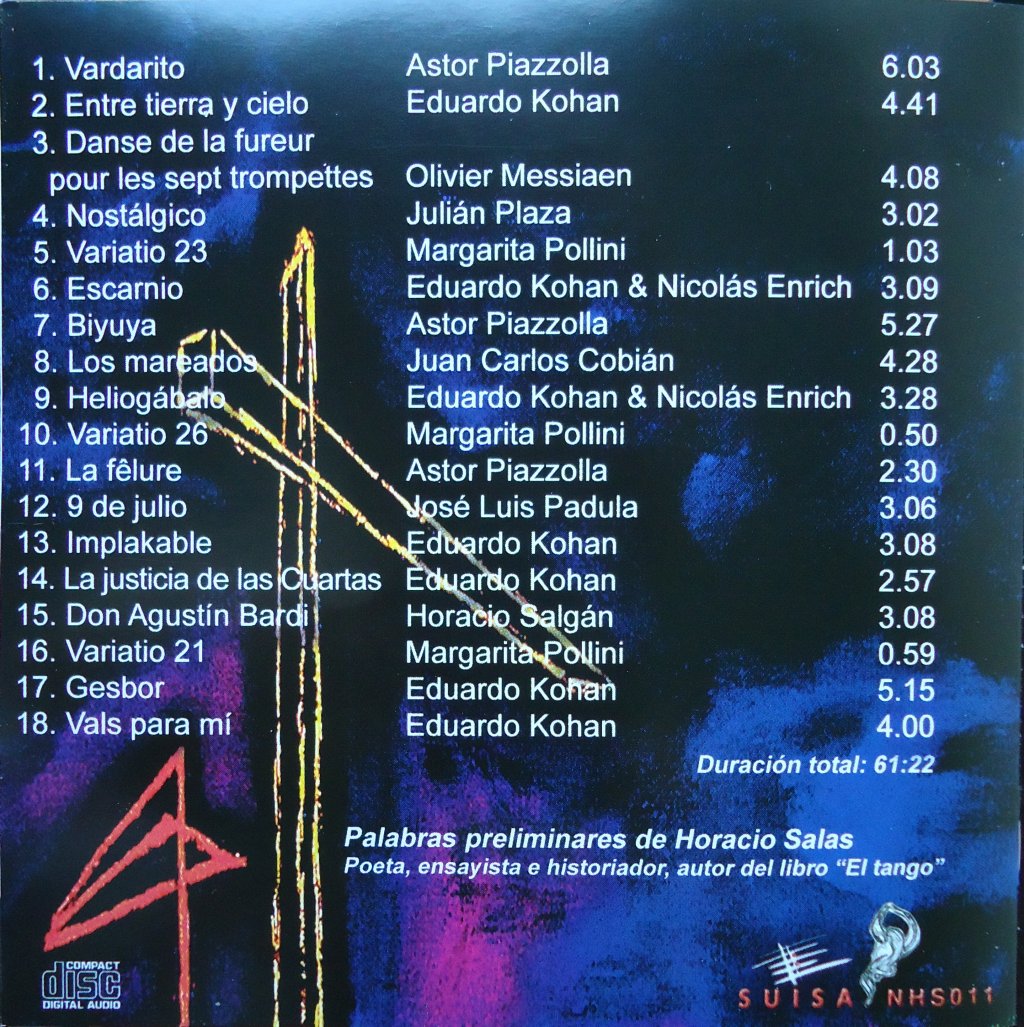 1. Vardarito Astor Piazzolla 6.03
2. Entre tierra y cielo Eduardo Kohan 4.41
3. Danse de la fureur
pour les sept trompettes Olivier Messiaen 4.08
4. Nostálgico Julián Plaza 3.02
5. Variatio 23 Margarita Pollini 1.03
6. Escarnio Eduardo Kohan & Nicolás Enrich 3.09
7. Biyuya Astor Piazzolla 5.27
8. Los mareados Juan Carlos Cobián 4.28
9. Heliogábalo Eduardo Kohan & Nicolás Enrich 3.28
10. Variatio 26 Margarita Pollini 0.50
11. La fêlure Astor Piazzolla 2.30
12. 9 de julio José Luis Padula 3.06
13. Implakable Eduardo Kohan 3.08
14. La justicia de las Cuartas Eduardo Kohan 2.57
15. Don Agustín Bardi Horacio Salgán 3.08
16. Variatio 21 Margarita Pollini 0.59
17. Gesbor Eduardo Kohan 5.15
18. Vals para mí Eduardo Kohan 4.00
Duración total: 61:22
Palabras preliminares de Horacio Salas
Poeta, ensayista e historiador, autor del libro “El tango”
COMPACT
disc
DIGITAL AUDIO
SUISA NHS011